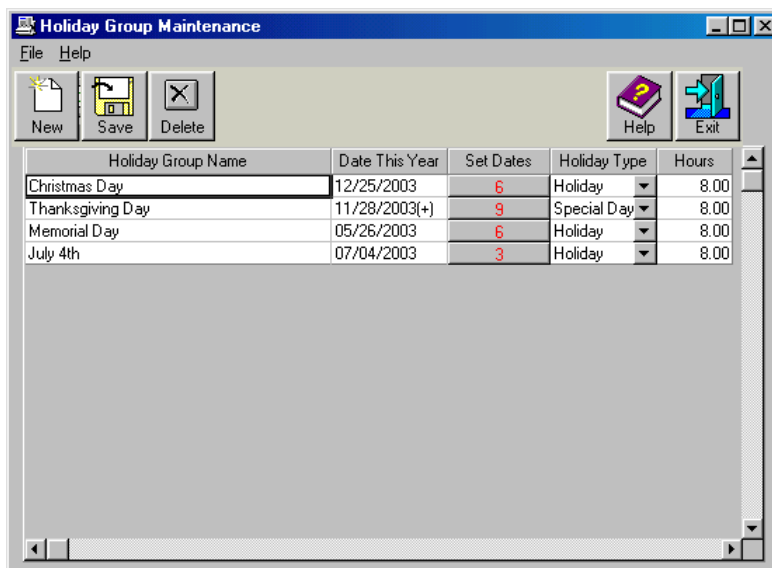 Holiday Group Maintenance
File Help
New Save Delete Help Exit
Holiday Group Name Date This Year Set Dates Holiday Type Hours
Christmas Day 12/25/2003 6 Holiday 8.00
Thanksgiving Day 11/28/2003(+) 9 Special Day 8.00
Memorial Day 05/26/2003 6 Holiday 8.00
July 4th 07/04/2003 3 Holiday 8.00